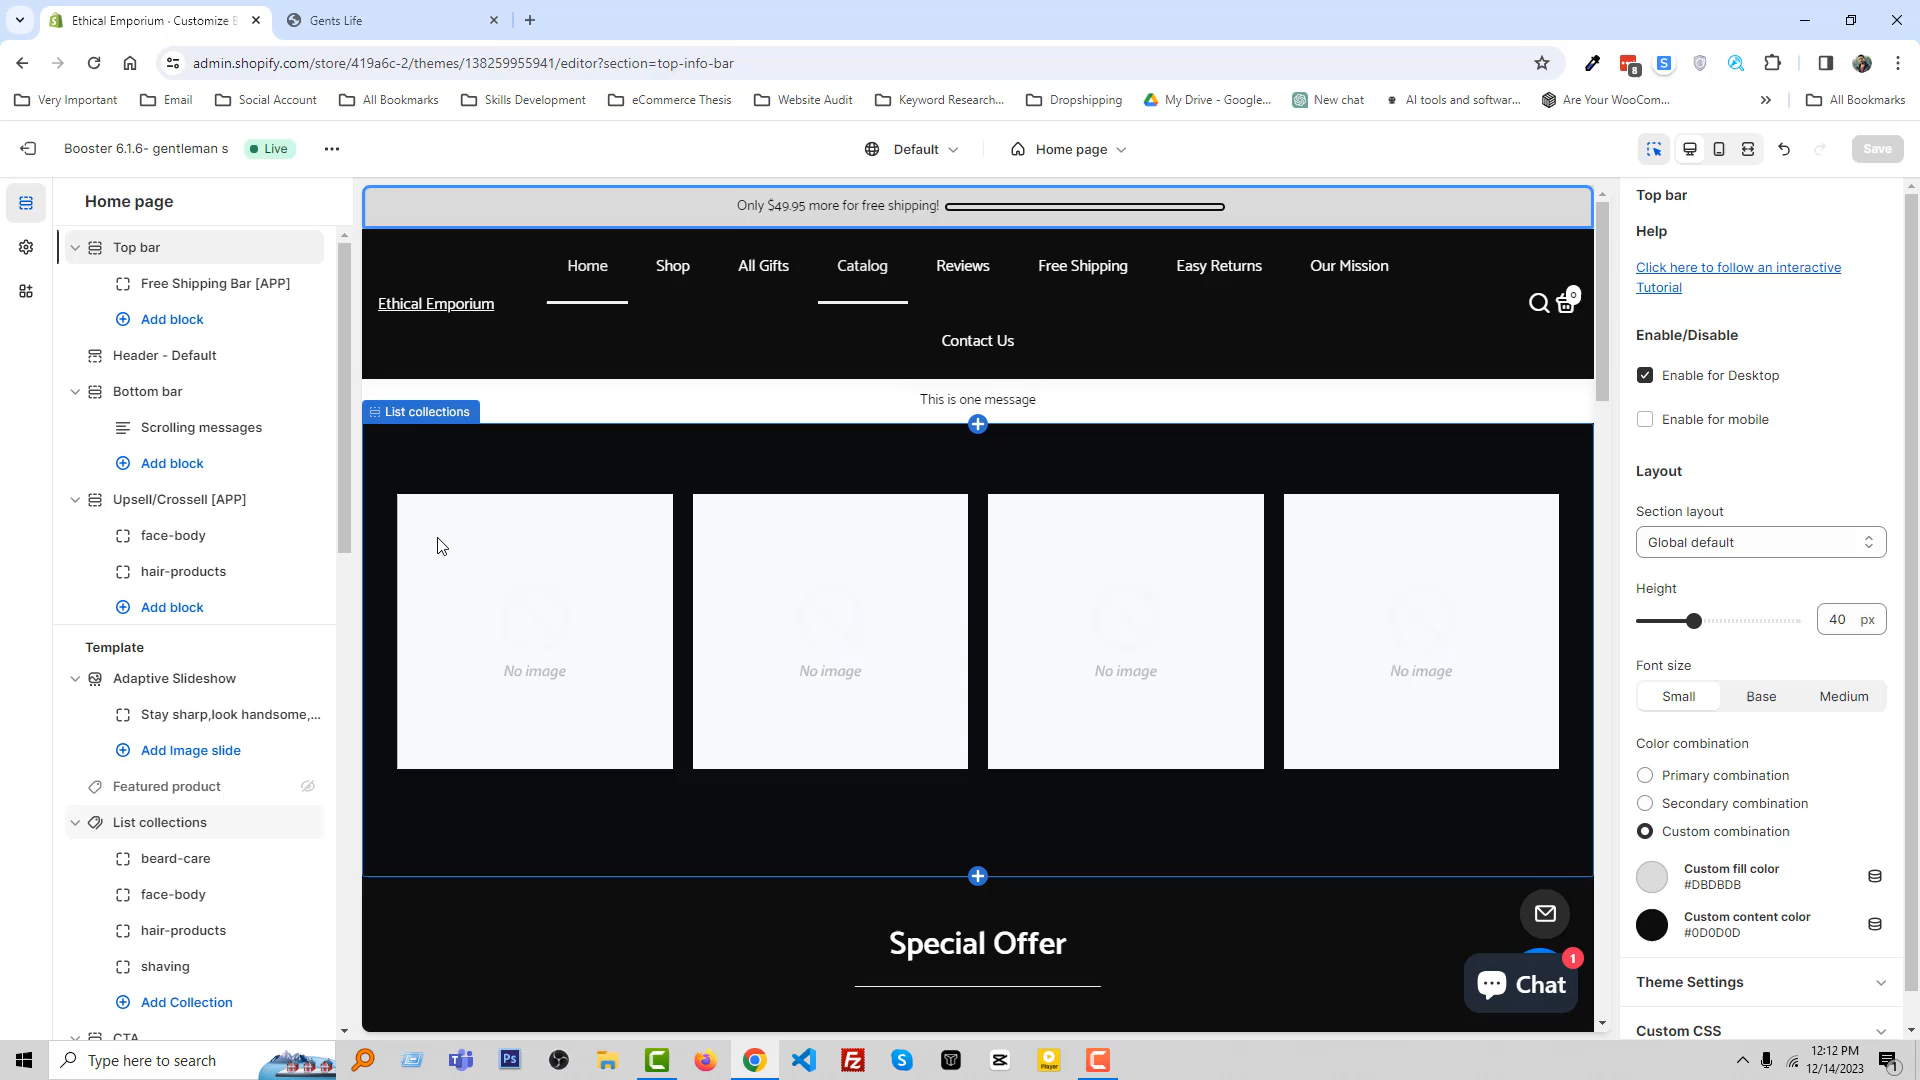 Ethical Emporium · Customize B
Gents Life
admin.shopify.com/store/419a6c-2/themes/138259955941/editor?section=top-info-bar
8
Very Important
Email
Social Account
All Bookmarks
Skills Development
eCommerce Thesis
Website Audit
Keyword Research...
Dropshipping
My Drive - Google...
New chat
AI tools and softwar...
Are Your WooCom...
All Bookmarks
Booster 6.1.6- gentleman s
Live
Default
Home page
Save
Home page
Top bar
Free Shipping Bar [APP]
Add block
Header - Default
Bottom bar
Scrolling messages
Add block
Upsell/Crossell [APP]
face-body
hair-products
Add block
Template
Adaptive Slideshow
Stay sharp,look handsome,...
Add Image slide
Featured product
List collections
beard-care
face-body
hair-products
shaving
Add Collection
CTA
Only $49.95 more for free shipping!
Home
Shop
All Gifts
Catalog
Reviews
Free Shipping
Easy Returns
Our Mission
Ethical Emporium
0
Contact Us
This is one message
List collections
No image
No image
No image
No image
Special Offer
Chat
1
Top bar
Help
Click here to follow an interactive
Tutorial
Enable/Disable
Enable for Desktop
Enable for mobile
Layout
Section layout
Global default
Height
40 px
Font size
Small
Base
Medium
Color combination
Primary combination
Secondary combination
Custom combination
Custom fill color
#DBDBDB
Custom content color
#0D0D0D
Theme Settings
Custom CSS
Type here to search
Ps
Player
12:12 PM
12/14/2023
1